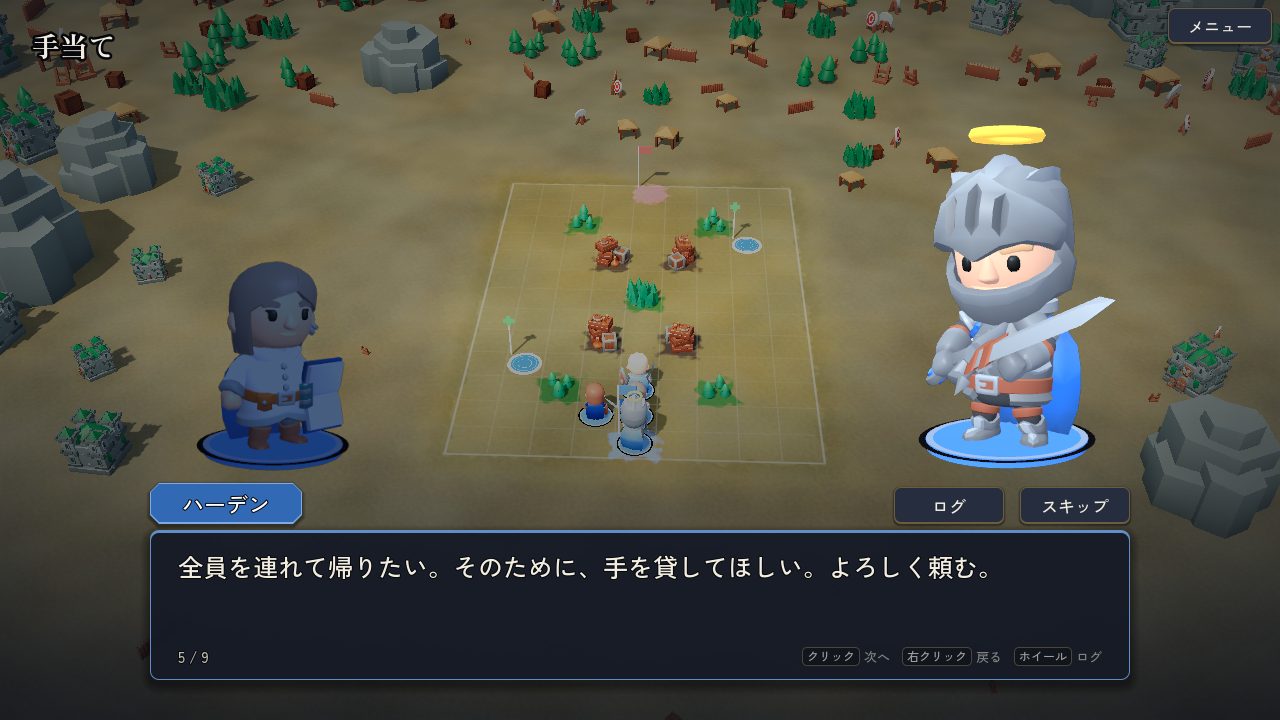 手当て
メニュー
ハーデン
ログ
スキップ
全員を連れて帰りたい。そのために、手を貸してほしい。よろしく頼む。
5 / 9
クリック 次へ 右クリック 戻る ホイール ログ